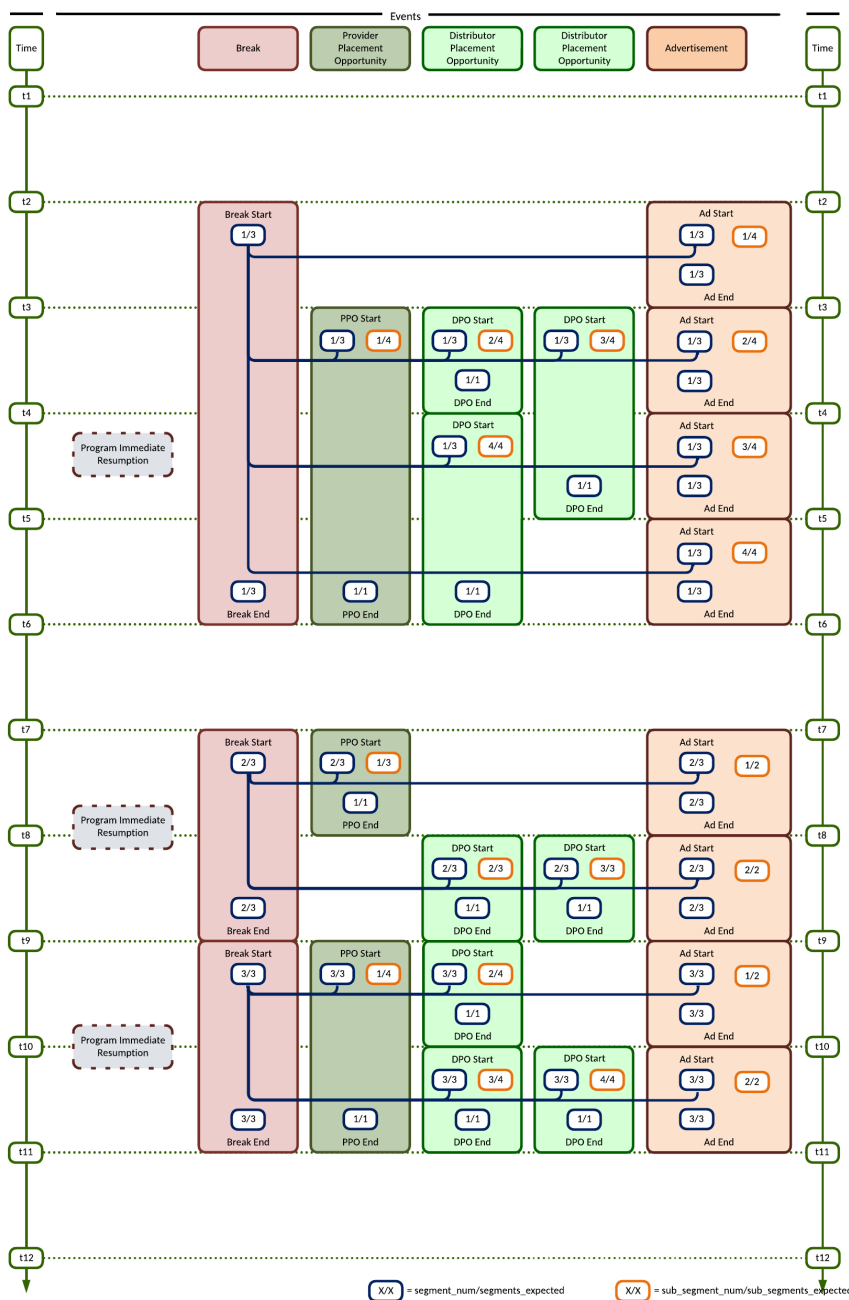 Events
Time
Break
Provider
Placement
Opportunity
Distributor
Placement
Opportunity
Distributor
Placement
Opportunity
Advertisement
Time
t1
t1
t2
t2
Break Start
Ad Start
1/3
1/3
1/4
1/3
Ad End
t3
t3
PPO Start
DPO Start
DPO Start
Ad Start
1/3
1/4
1/3
2/4
1/3
3/4
1/3
2/4
1/1
1/3
DPO End
Ad End
t4
t4
Program Immediate
Resumption
DPO Start
Ad Start
1/3
4/4
1/3
3/4
1/1
1/3
DPO End
Ad End
t5
t5
Ad Start
1/3
4/4
1/3
1/1
1/1
1/3
Break End
PPO End
DPO End
Ad End
t6
t6
t7
t7
Break Start
PPO Start
Ad Start
2/3
2/3
1/3
2/3
1/2
1/1
2/3
PPO End
Ad End
Program Immediate
Resumption
t8
t8
DPO Start
DPO Start
Ad Start
2/3
2/3
2/3
3/3
2/3
2/2
2/3
1/1
1/1
2/3
Break End
DPO End
DPO End
Ad End
t9
t9
Break Start
PPO Start
DPO Start
Ad Start
3/3
3/3
1/4
3/3
2/4
3/3
1/2
1/1
3/3
DPO End
Ad End
Program Immediate
Resumption
t10
t10
DPO Start
DPO Start
Ad Start
3/3
3/4
3/3
4/4
3/3
2/2
3/3
1/1
1/1
1/1
3/3
Break End
PPO End
DPO End
DPO End
Ad End
t11
t11
t12
t12
X/X = segment_num/segments_expected
X/X = sub_segment_num/sub_segments_expected